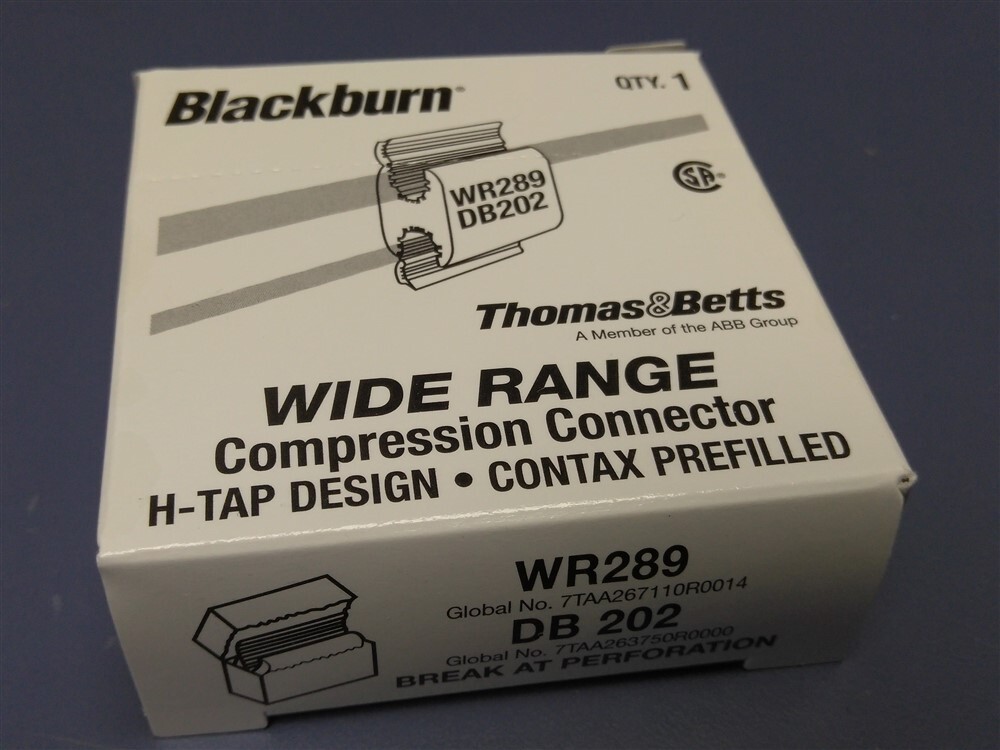 Blackburn®
QTY. 1
WR289
DB202
CSA®
Thomas&Betts
A Member of the ABB Group
WIDE RANGE
Compression Connector
H-TAP DESIGN • CONTAX PREFILLED
WR289
Global No. 7TAA267110R0014
DB 202
Global No. 7TAA263750R0000
BREAK AT PERFORATION